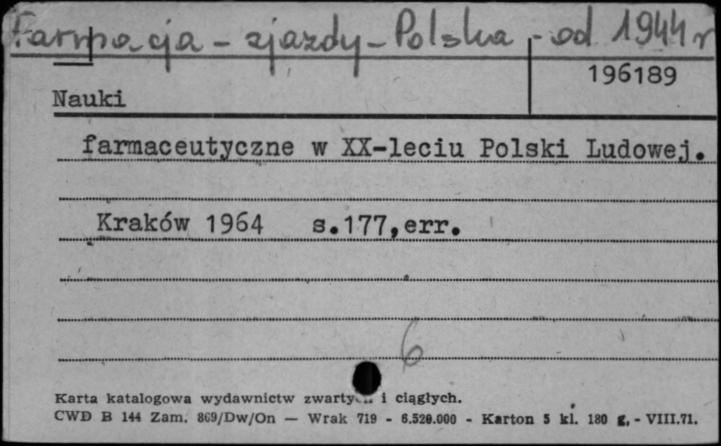 Farmacja - zjazdy - Polska - od 1944 r
196189
Nauki
farmaceutyczne w XX-leciu Polski Ludowej.
Kraków 1964 s.177,err.
6
Karta katalogowa wydawnictw zwartych i ciągłych.
CWD B 144 Zam. 869/Dw/On — Wrak 719 - 6.520.000 - Karton 5 kl. 180 g. - VIII.71.